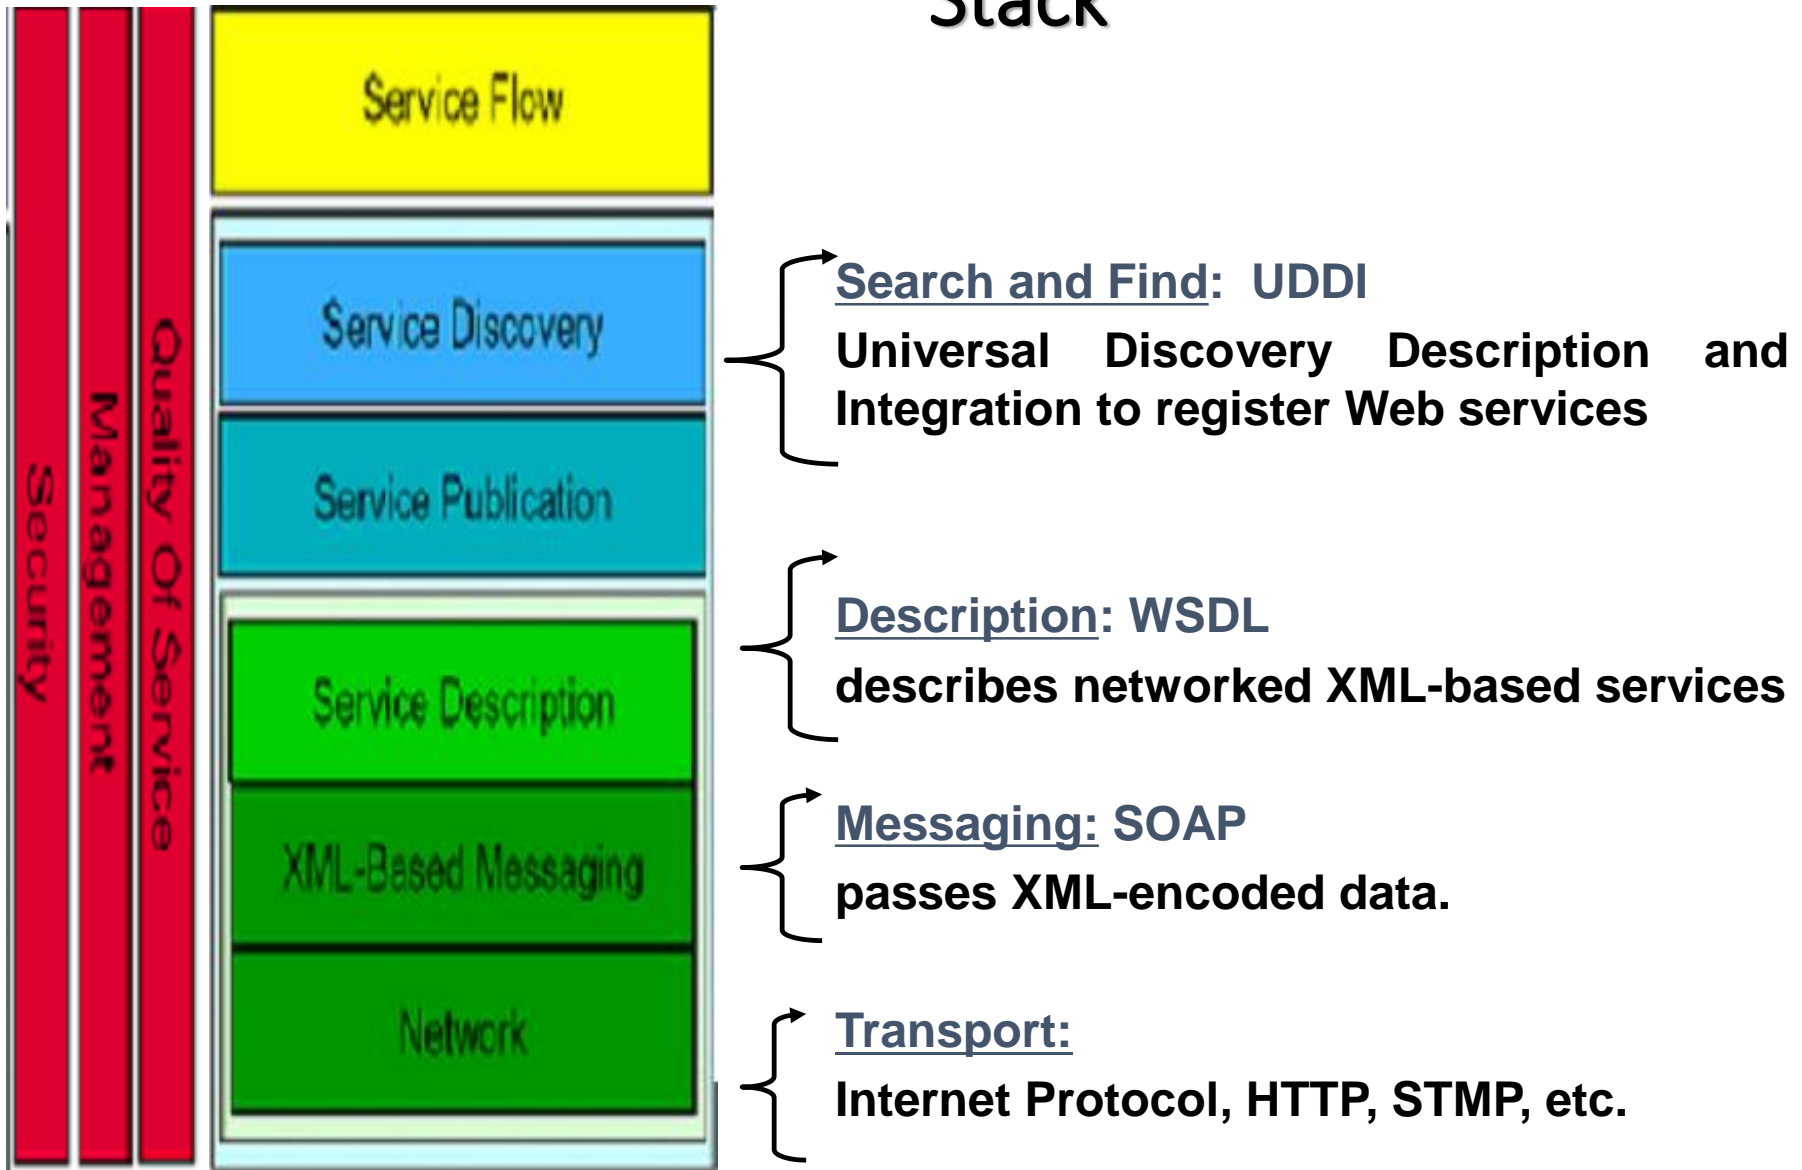 Stack
Service Flow
Service Discovery
Service Publication
Service Description
XML-Based Messaging
Network
Security
Management
Quality Of Service
Search and Find: UDDI
Universal Discovery Description and
Integration to register Web services
Description: WSDL
describes networked XML-based services
Messaging: SOAP
passes XML-encoded data.
Transport:
Internet Protocol, HTTP, STMP, etc.